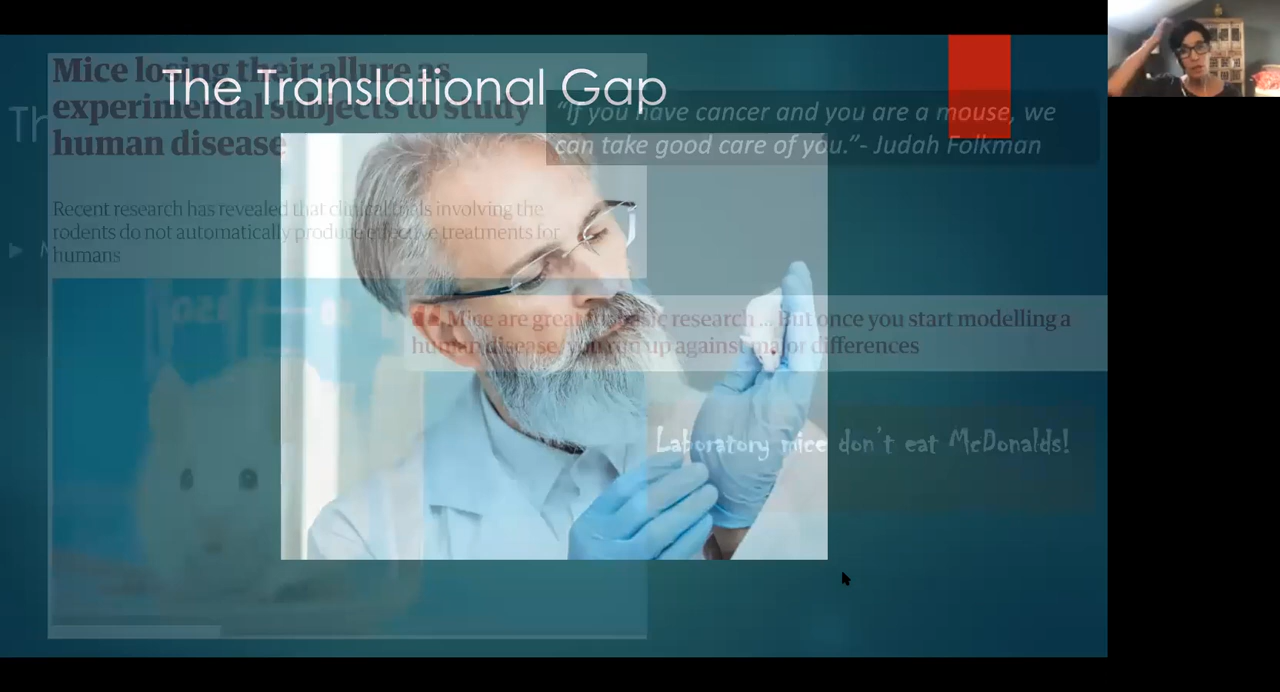 The Translational Gap
Mice losing their allure as
experimental subjects to study
human disease
"If you have cancer and you are a mouse, we
can take good care of you."- Judah Folkman
Recent research has revealed that clinical trials involving the
rodents do not automatically produce effective treatments for
humans
Mice are great basic research ... But once you start modelling a
human disease, you run up against major differences
Laboratory mice don't eat McDonalds!